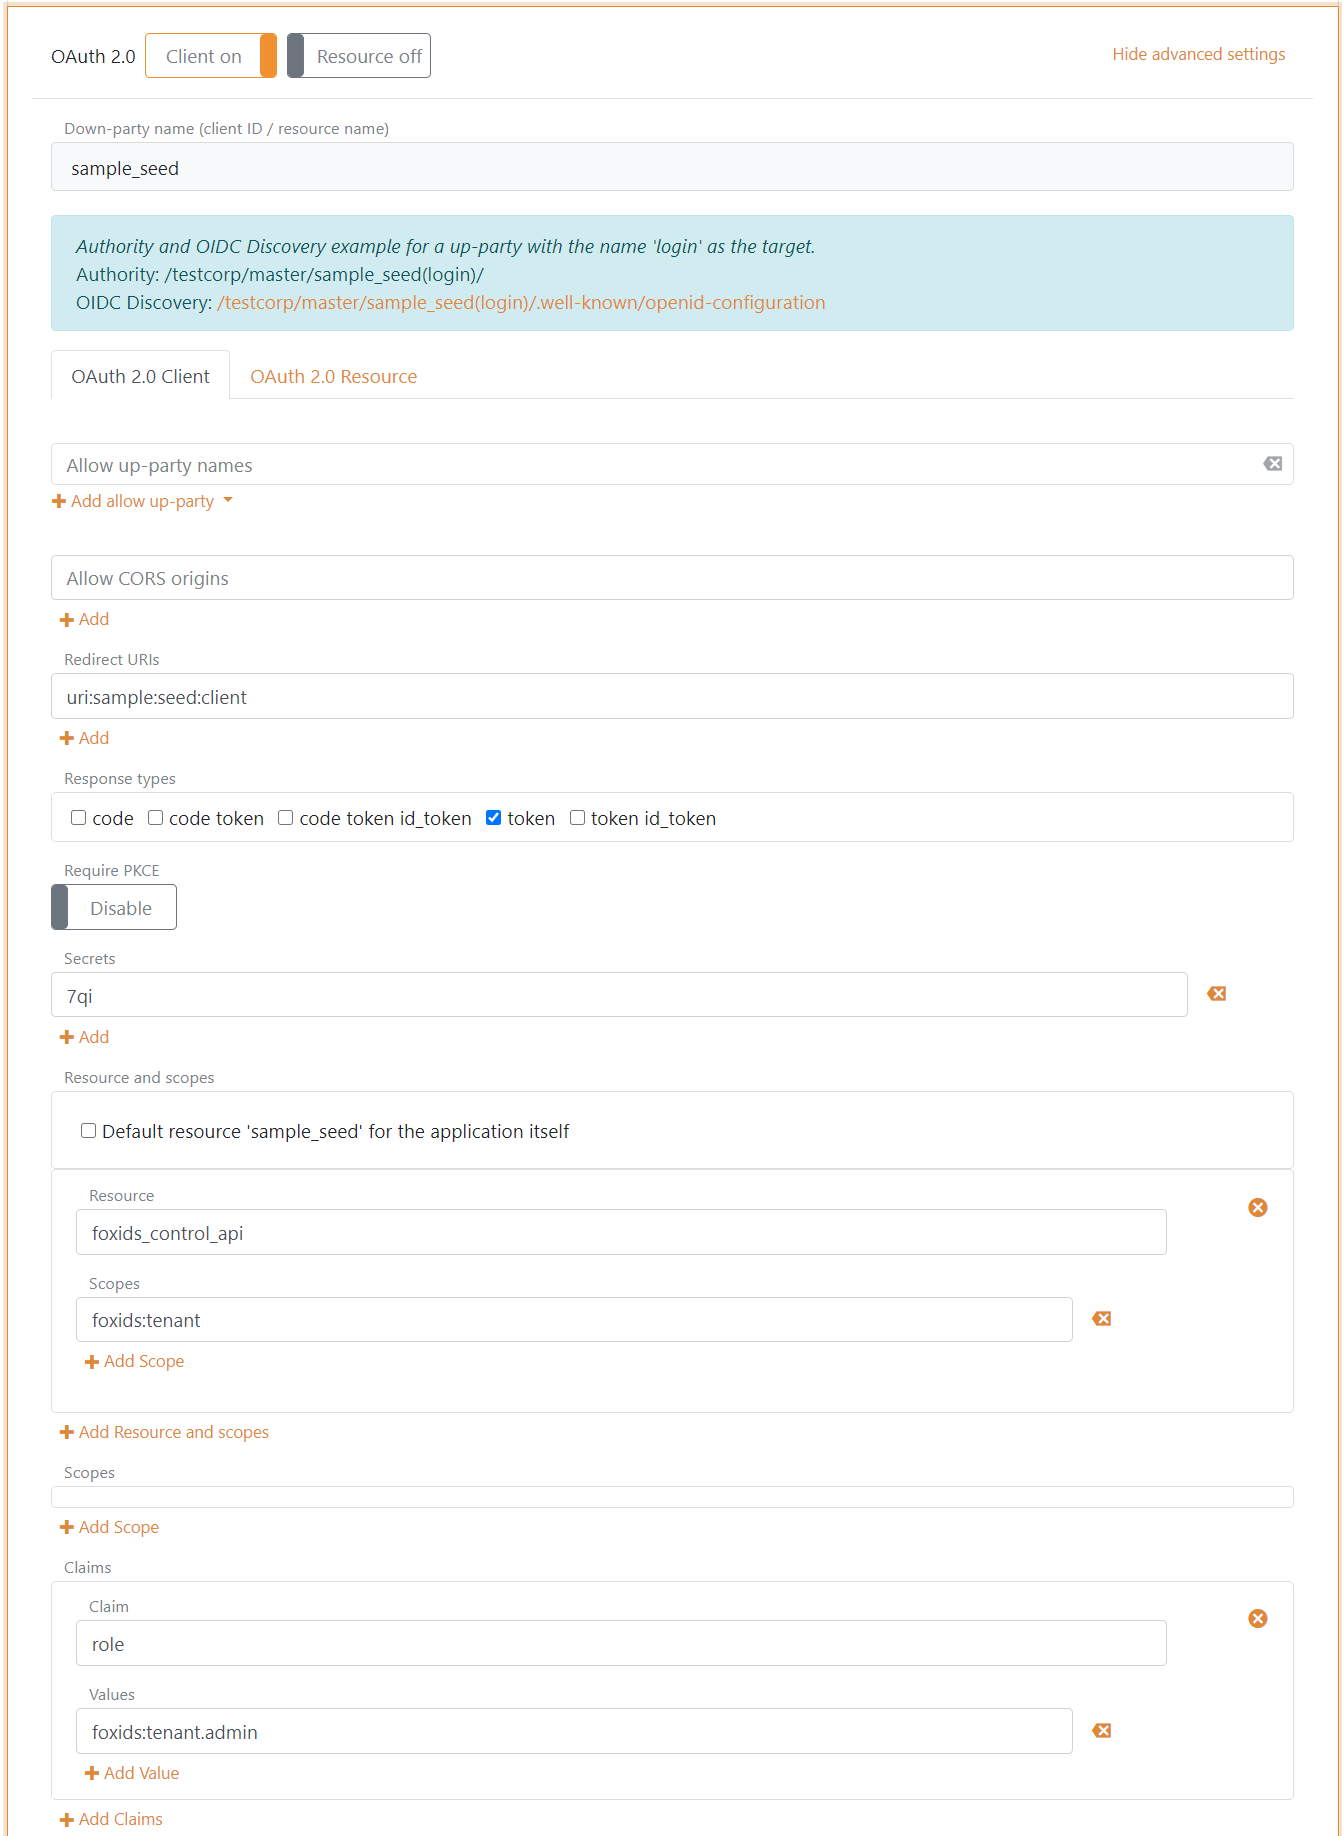 OAuth 2.0 Client on Resource off Hide advanced settings
Down-party name (client ID / resource name)
sample_seed
Authority and OIDC Discovery example for a up-party with the name 'login' as the target.
Authority: /testcorp/master/sample_seed(login)/
OIDC Discovery: /testcorp/master/sample_seed(login)/.well-known/openid-configuration
OAuth 2.0 Client OAuth 2.0 Resource
Allow up-party names
Add allow up-party
Allow CORS origins
Add
Redirect URIs
uri:sample:seed:client
Add
Response types
code code token code token id_token token token id_token
Require PKCE
Disable
Secrets
7qi
Add
Resource and scopes
Default resource 'sample_seed' for the application itself
Resource
foxids_control_api
Scopes
foxids:tenant
Add Scope
Add Resource and scopes
Scopes
Add Scope
Claims
Claim
role
Values
foxids:tenant.admin
Add Value
Add Claims